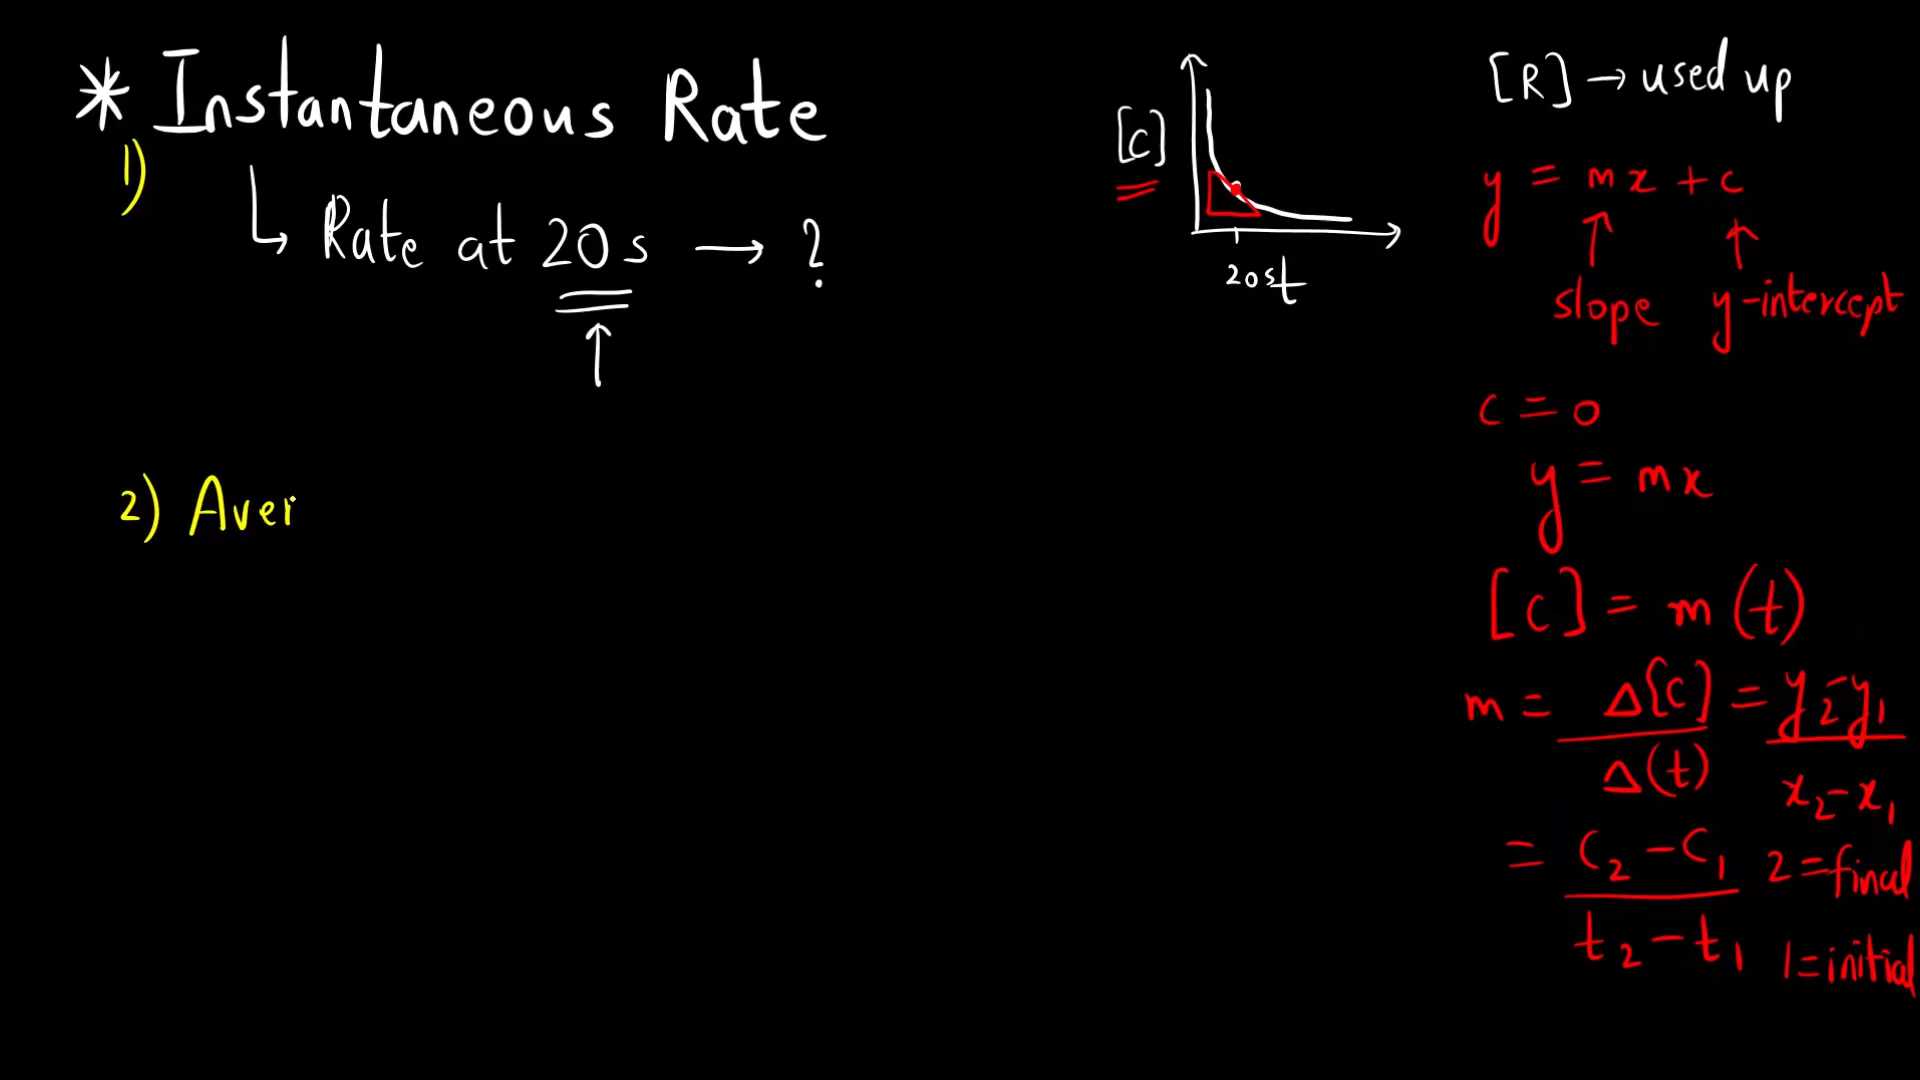 * Instantaneous Rate
1)
↳ Rate at 20s → ?
2) Aver
[C]
20s t
[R] → used up
y = mx + c
slope y-intercept
c = 0
y = mx
[C] = m (t)
m = Δ[C] / Δ(t) = y2-y1 / x2-x1
= C2 - C1 / t2 - t1
2 = final
1 = initial